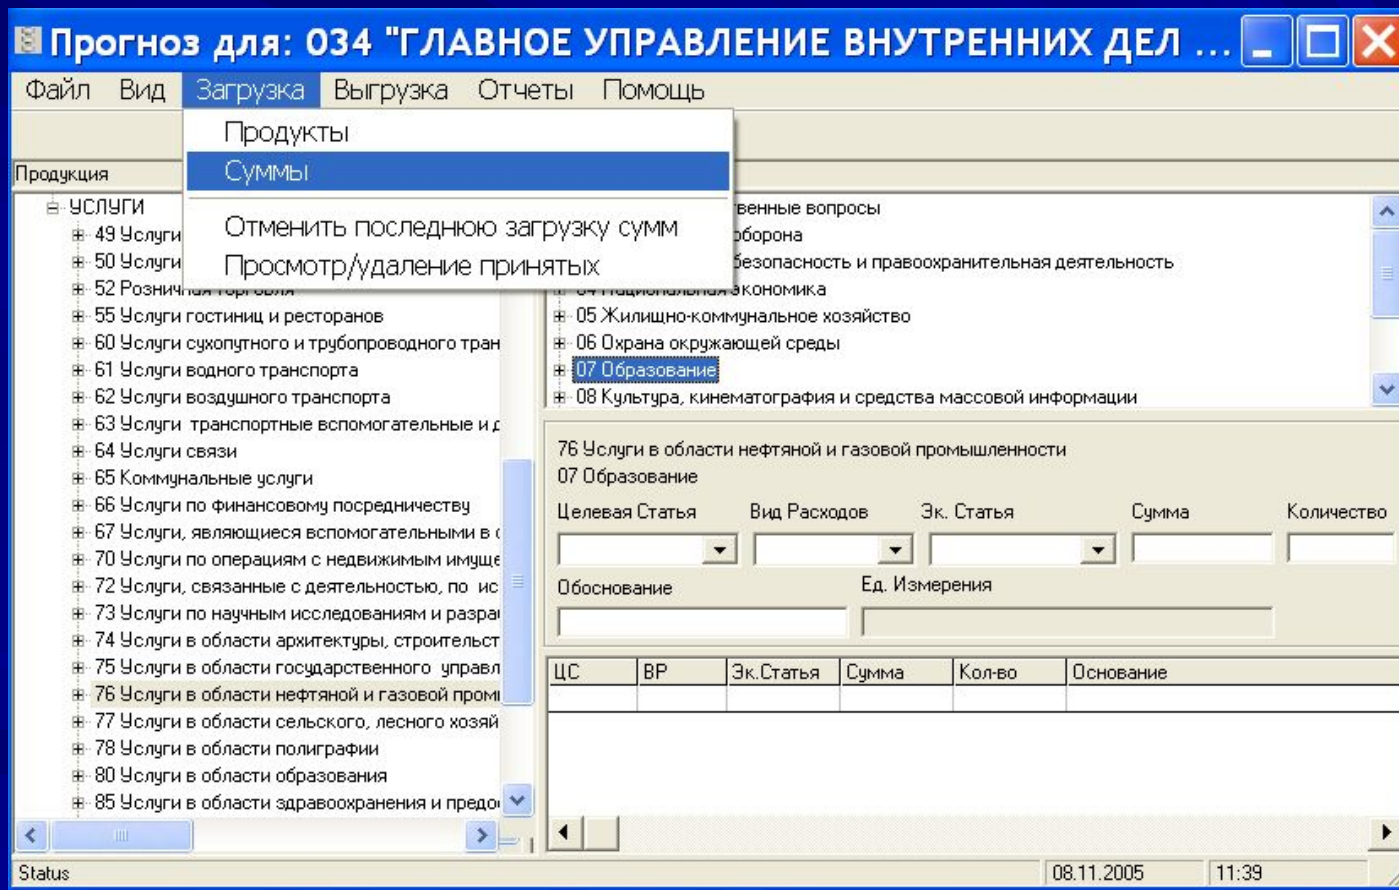 Прогноз для: 034 "ГЛАВНОЕ УПРАВЛЕНИЕ ВНУТРЕННИХ ДЕЛ ...
Файл Вид Загрузка Выгрузка Отчеты Помощь
Продукты
Суммы
Отменить последнюю загрузку сумм
Просмотр/удаление принятых
Продукция
УСЛУГИ
49 Услуги
50 Услуги
52 Розничная торговля
55 Услуги гостиниц и ресторанов
60 Услуги сухопутного и трубопроводного тран
61 Услуги водного транспорта
62 Услуги воздушного транспорта
63 Услуги транспортные вспомогательные и д
64 Услуги связи
65 Коммунальные услуги
66 Услуги по финансовому посредничеству
67 Услуги, являющиеся вспомогательными в с
70 Услуги по операциям с недвижимым имуще
72 Услуги, связанные с деятельностью, по ис
73 Услуги по научным исследованиям и разра
74 Услуги в области архитектуры, строительст
75 Услуги в области государственного управл
76 Услуги в области нефтяной и газовой пром
77 Услуги в области сельского, лесного хозяй
78 Услуги в области полиграфии
80 Услуги в области образования
85 Услуги в области здравоохранения и предо
венные вопросы
оборона
безопасность и правоохранительная деятельность
04 Национальная экономика
05 Жилищно-коммунальное хозяйство
06 Охрана окружающей среды
07 Образование
08 Культура, кинематография и средства массовой информации
76 Услуги в области нефтяной и газовой промышленности
07 Образование
Целевая Статья Вид Расходов Эк. Статья Сумма Количество
Обоснование Ед. Измерения
ЦС ВР Эк.Статья Сумма Кол-во Основание
Status 08.11.2005 11:39